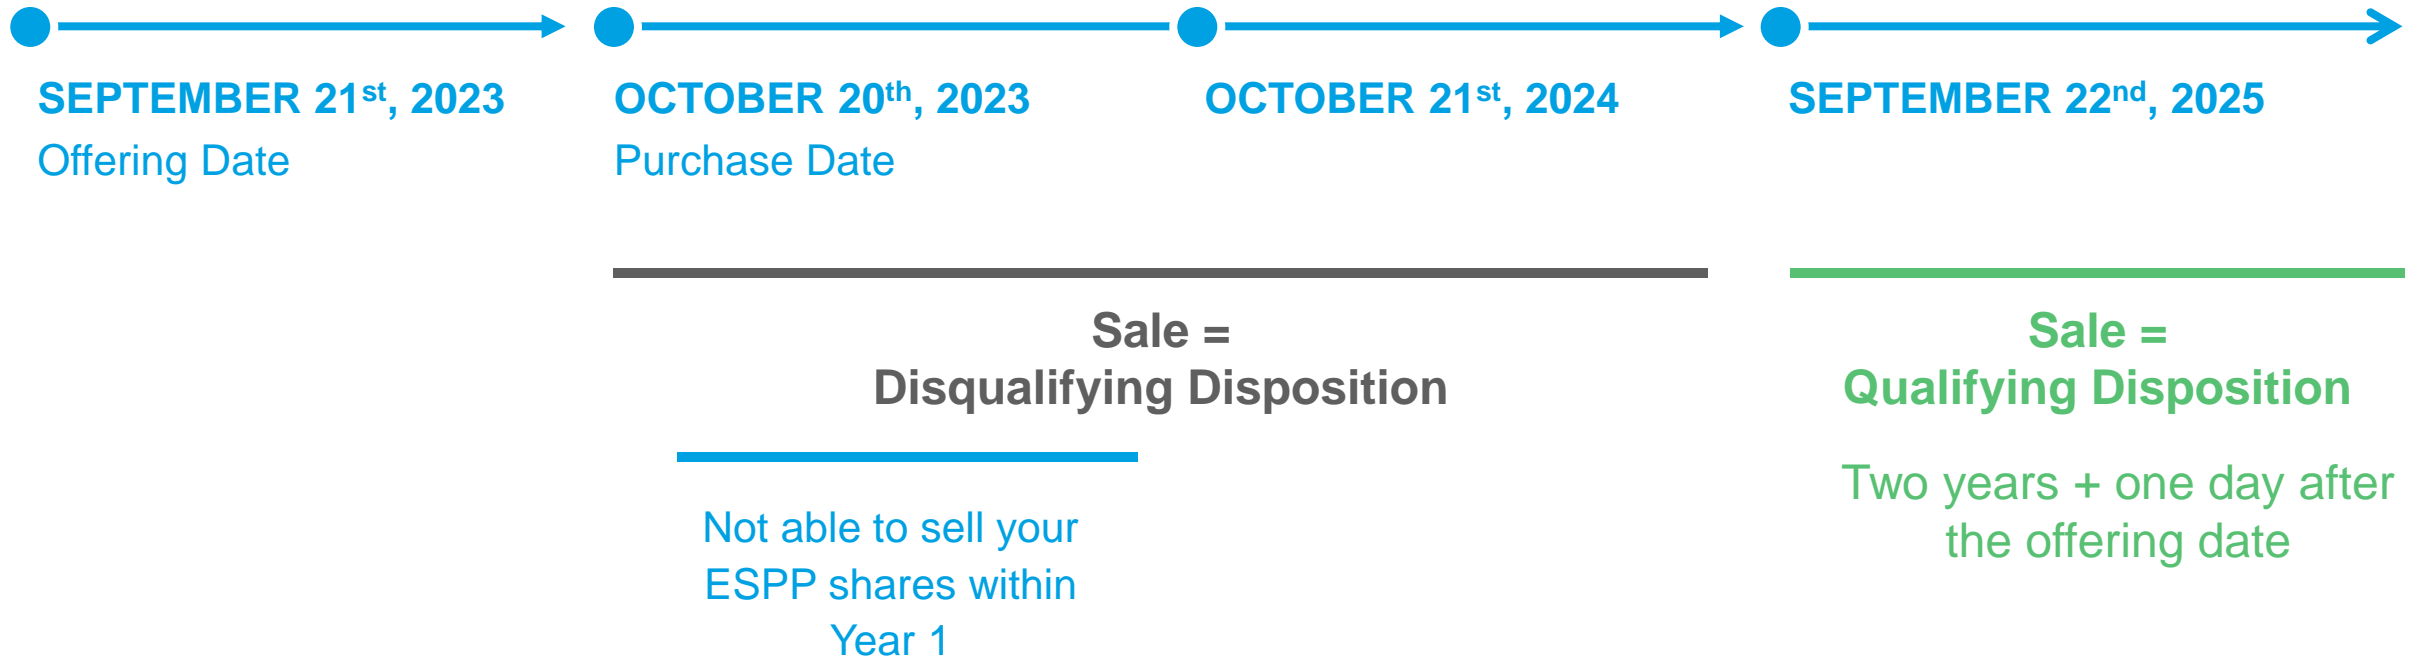 SEPTEMBER 21st, 2023
Offering Date
OCTOBER 20th, 2023
Purchase Date
OCTOBER 21st, 2024
SEPTEMBER 22nd, 2025
Sale =
Disqualifying Disposition
Not able to sell your
ESPP shares within
Year 1
Sale =
Qualifying Disposition
Two years + one day after
the offering date